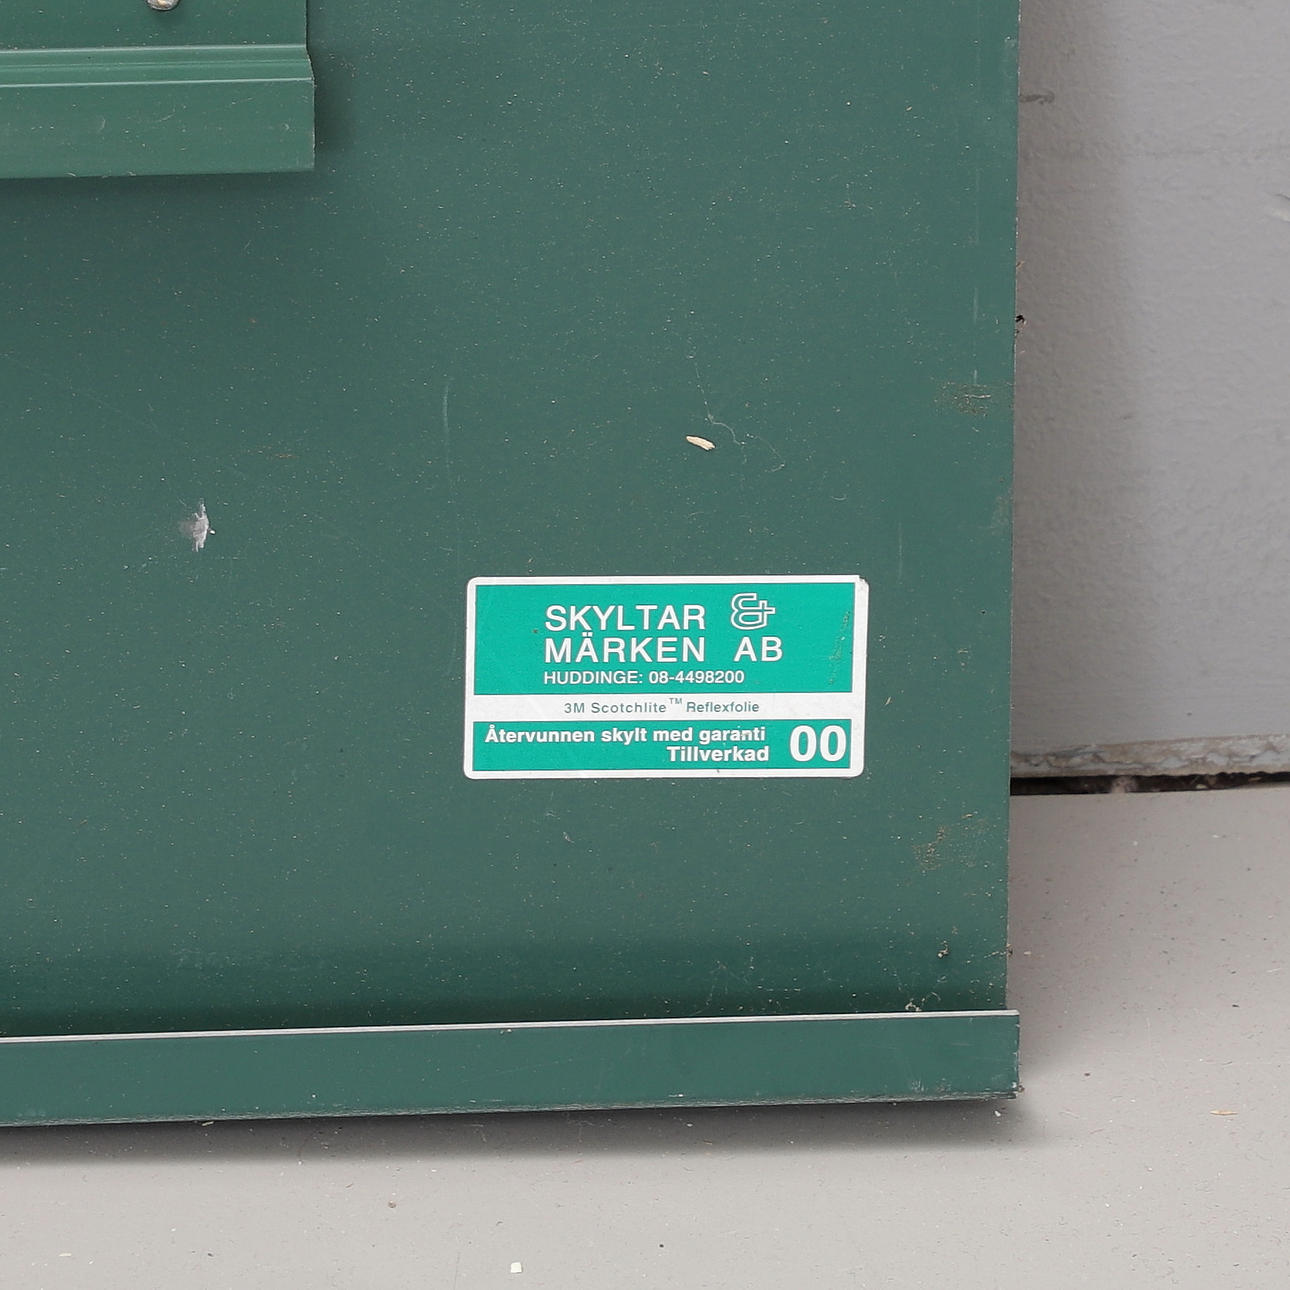 SKYLTAR &
MÄRKEN AB
HUDDINGE: 08-4498200
3M Scotchlite™ Reflexfolie
Återvunnen skylt med garanti
Tillverkad 00